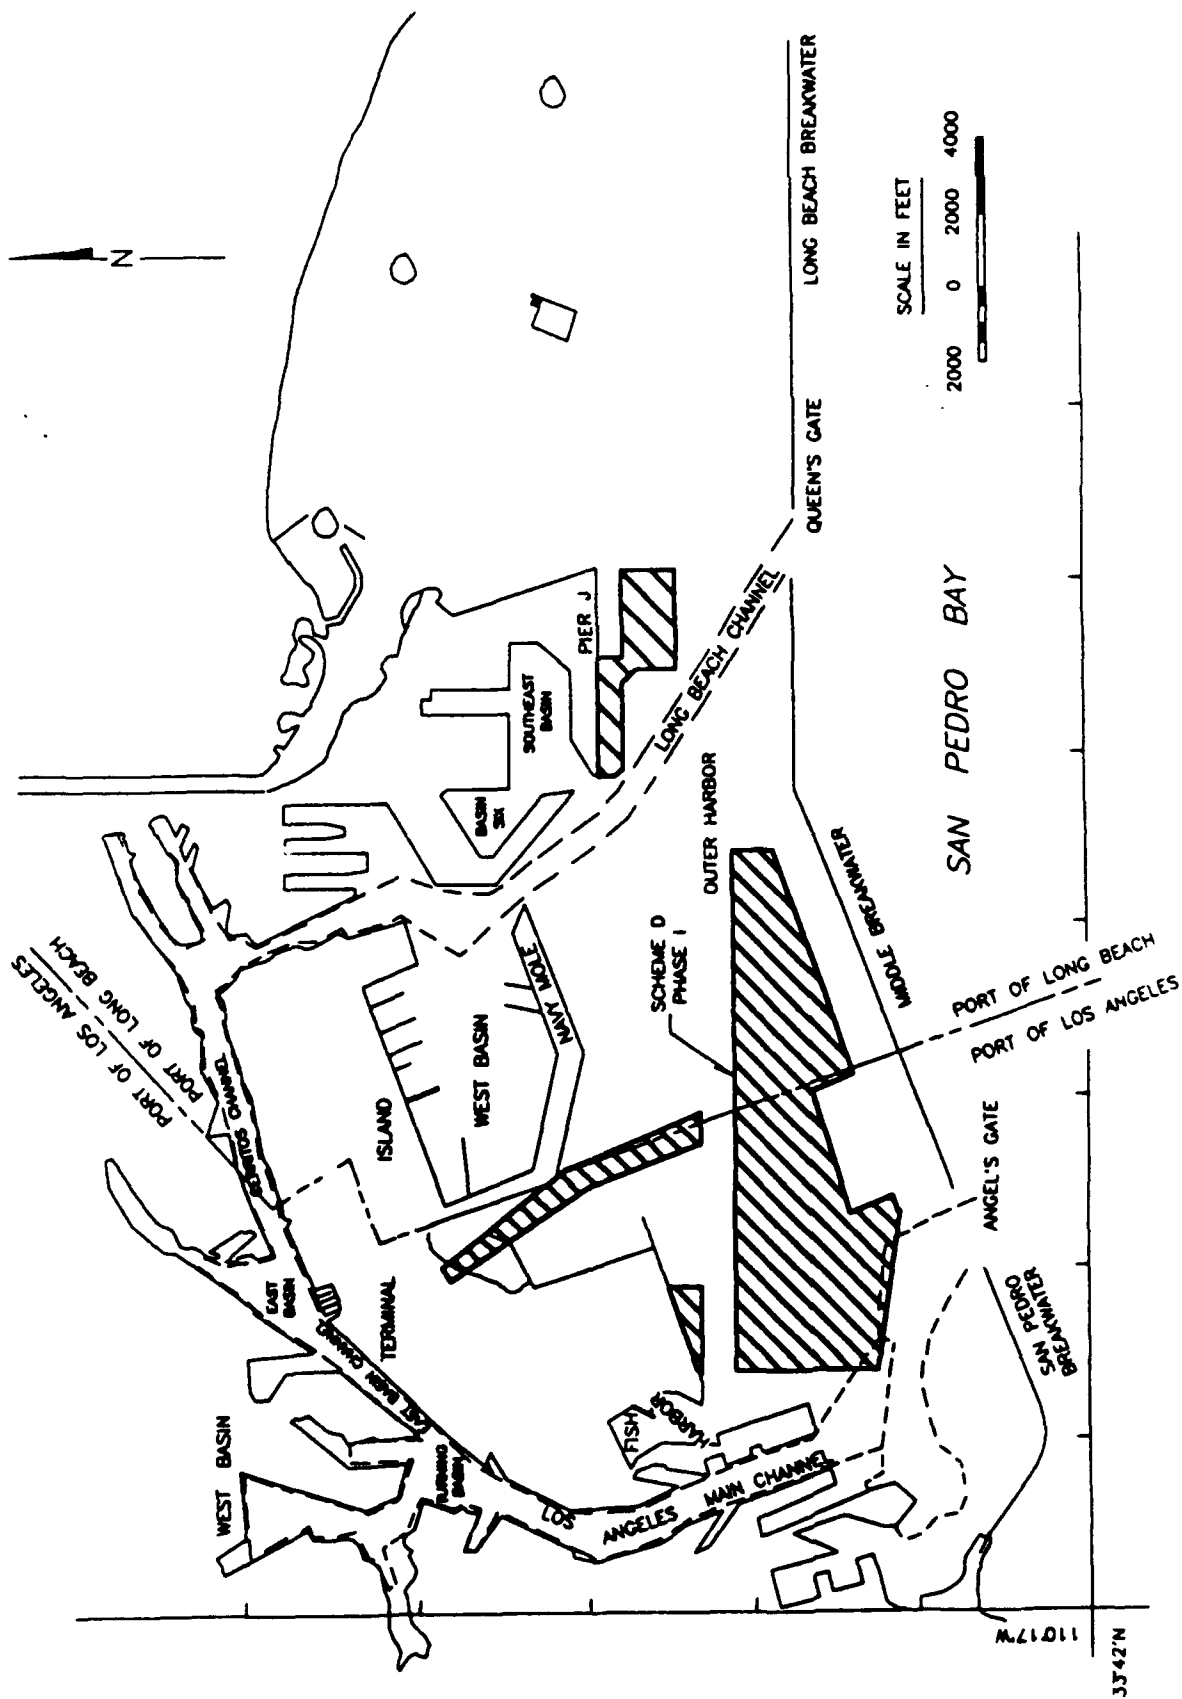 N
PORT OF LOS ANGELES
PORT OF LONG BEACH
CERRITOS CHANNEL
WEST BASIN
EAST
BASIN
EAST BASIN CHANNEL
TURNING
BASIN
TERMINAL
ISLAND
WEST BASIN
NAVY MOLE
BASIN
SIX
SOUTHEAST
BASIN
PIER J
LOS
ANGELES
MAIN CHANNEL
FISH
HARBOR
SCHEME D
PHASE I
OUTER HARBOR
LONG BEACH CHANNEL
QUEEN'S GATE
LONG BEACH BREAKWATER
MIDDLE BREAKWATER
PORT OF LONG BEACH
PORT OF LOS ANGELES
ANGEL'S GATE
SAN PEDRO
BREAKWATER
SAN PEDRO BAY
SCALE IN FEET
2000 0 2000 4000
110°17'W
33°42'N